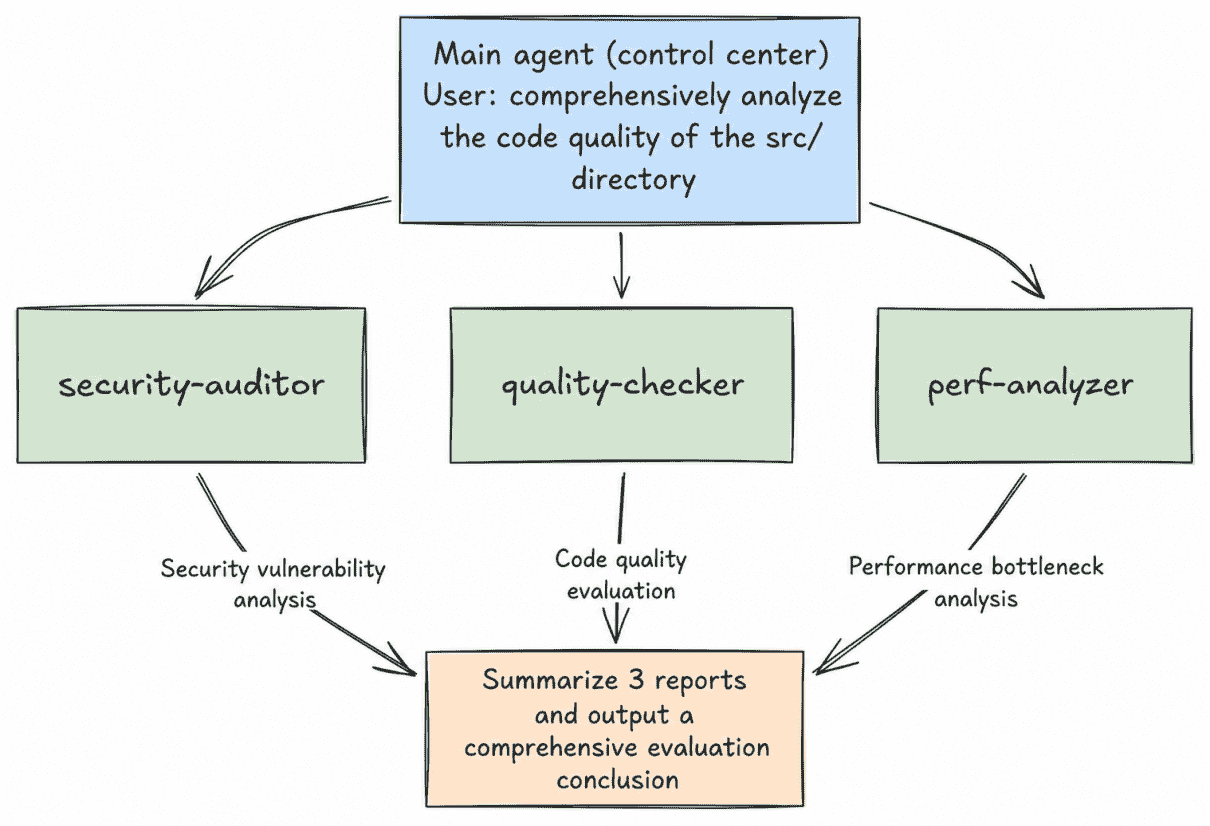 Main agent (control center)
User: comprehensively analyze
the code quality of the src/
directory
security-auditor
quality-checker
perf-analyzer
Security vulnerability
analysis
Code quality
evaluation
Performance bottleneck
analysis
Summarize 3 reports
and output a
comprehensive evaluation
conclusion